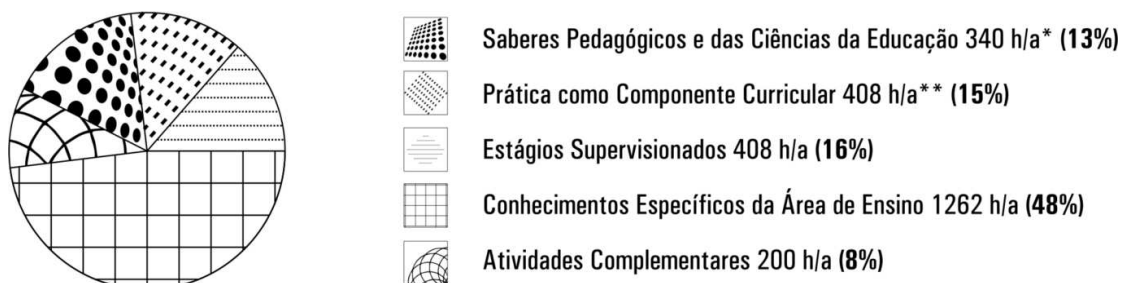 Saberes Pedagógicos e das Ciências da Educação 340 h/a* (13%)
Prática como Componente Curricular 408 h/a** (15%)
Estágios Supervisionados 408 h/a (16%)
Conhecimentos Específicos da Área de Ensino 1262 h/a (48%)
Atividades Complementares 200 h/a (8%)